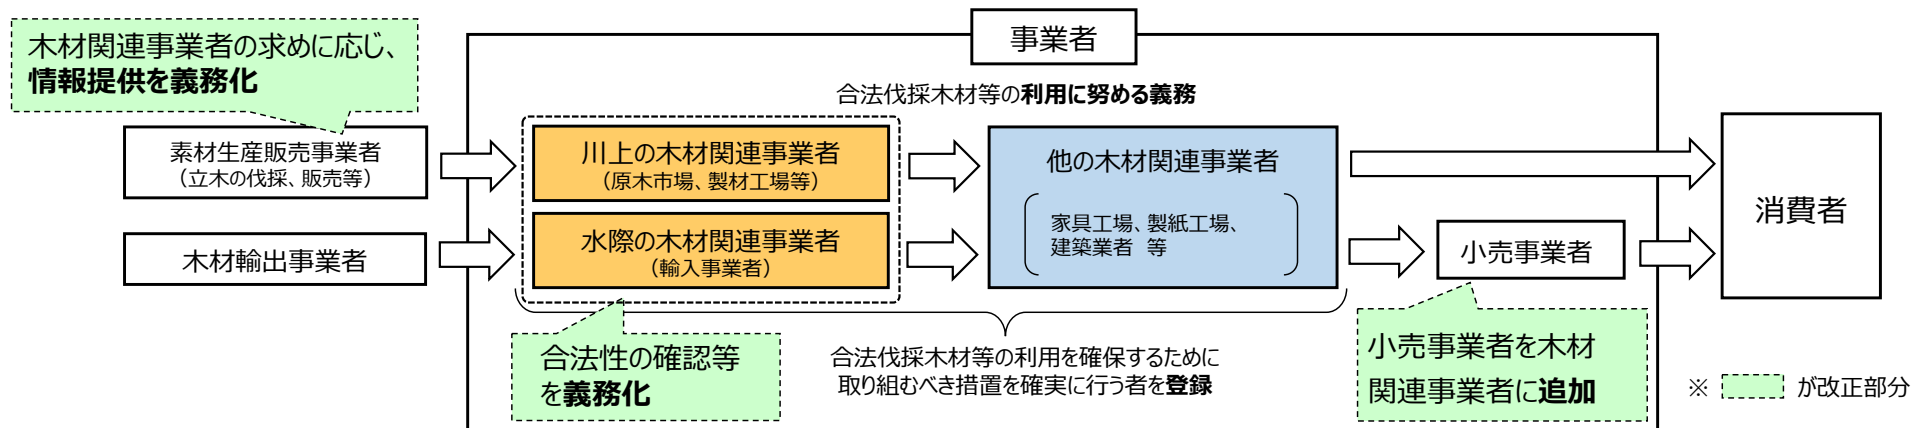 事業者
木材関連事業者の求めに応じ、
情報提供を義務化
合法伐採木材等の利用に努める義務
素材生産販売事業者
（立木の伐採、販売等）
川上の木材関連事業者
（原木市場、製材工場等）
他の木材関連事業者
家具工場、製紙工場、
建築業者 等
消費者
木材輸出事業者
水際の木材関連事業者
（輸入事業者）
小売事業者
合法性の確認等
を義務化
合法伐採木材等の利用を確保するために
取り組むべき措置を確実に行う者を登録
小売事業者を木材
関連事業者に追加
※ が改正部分